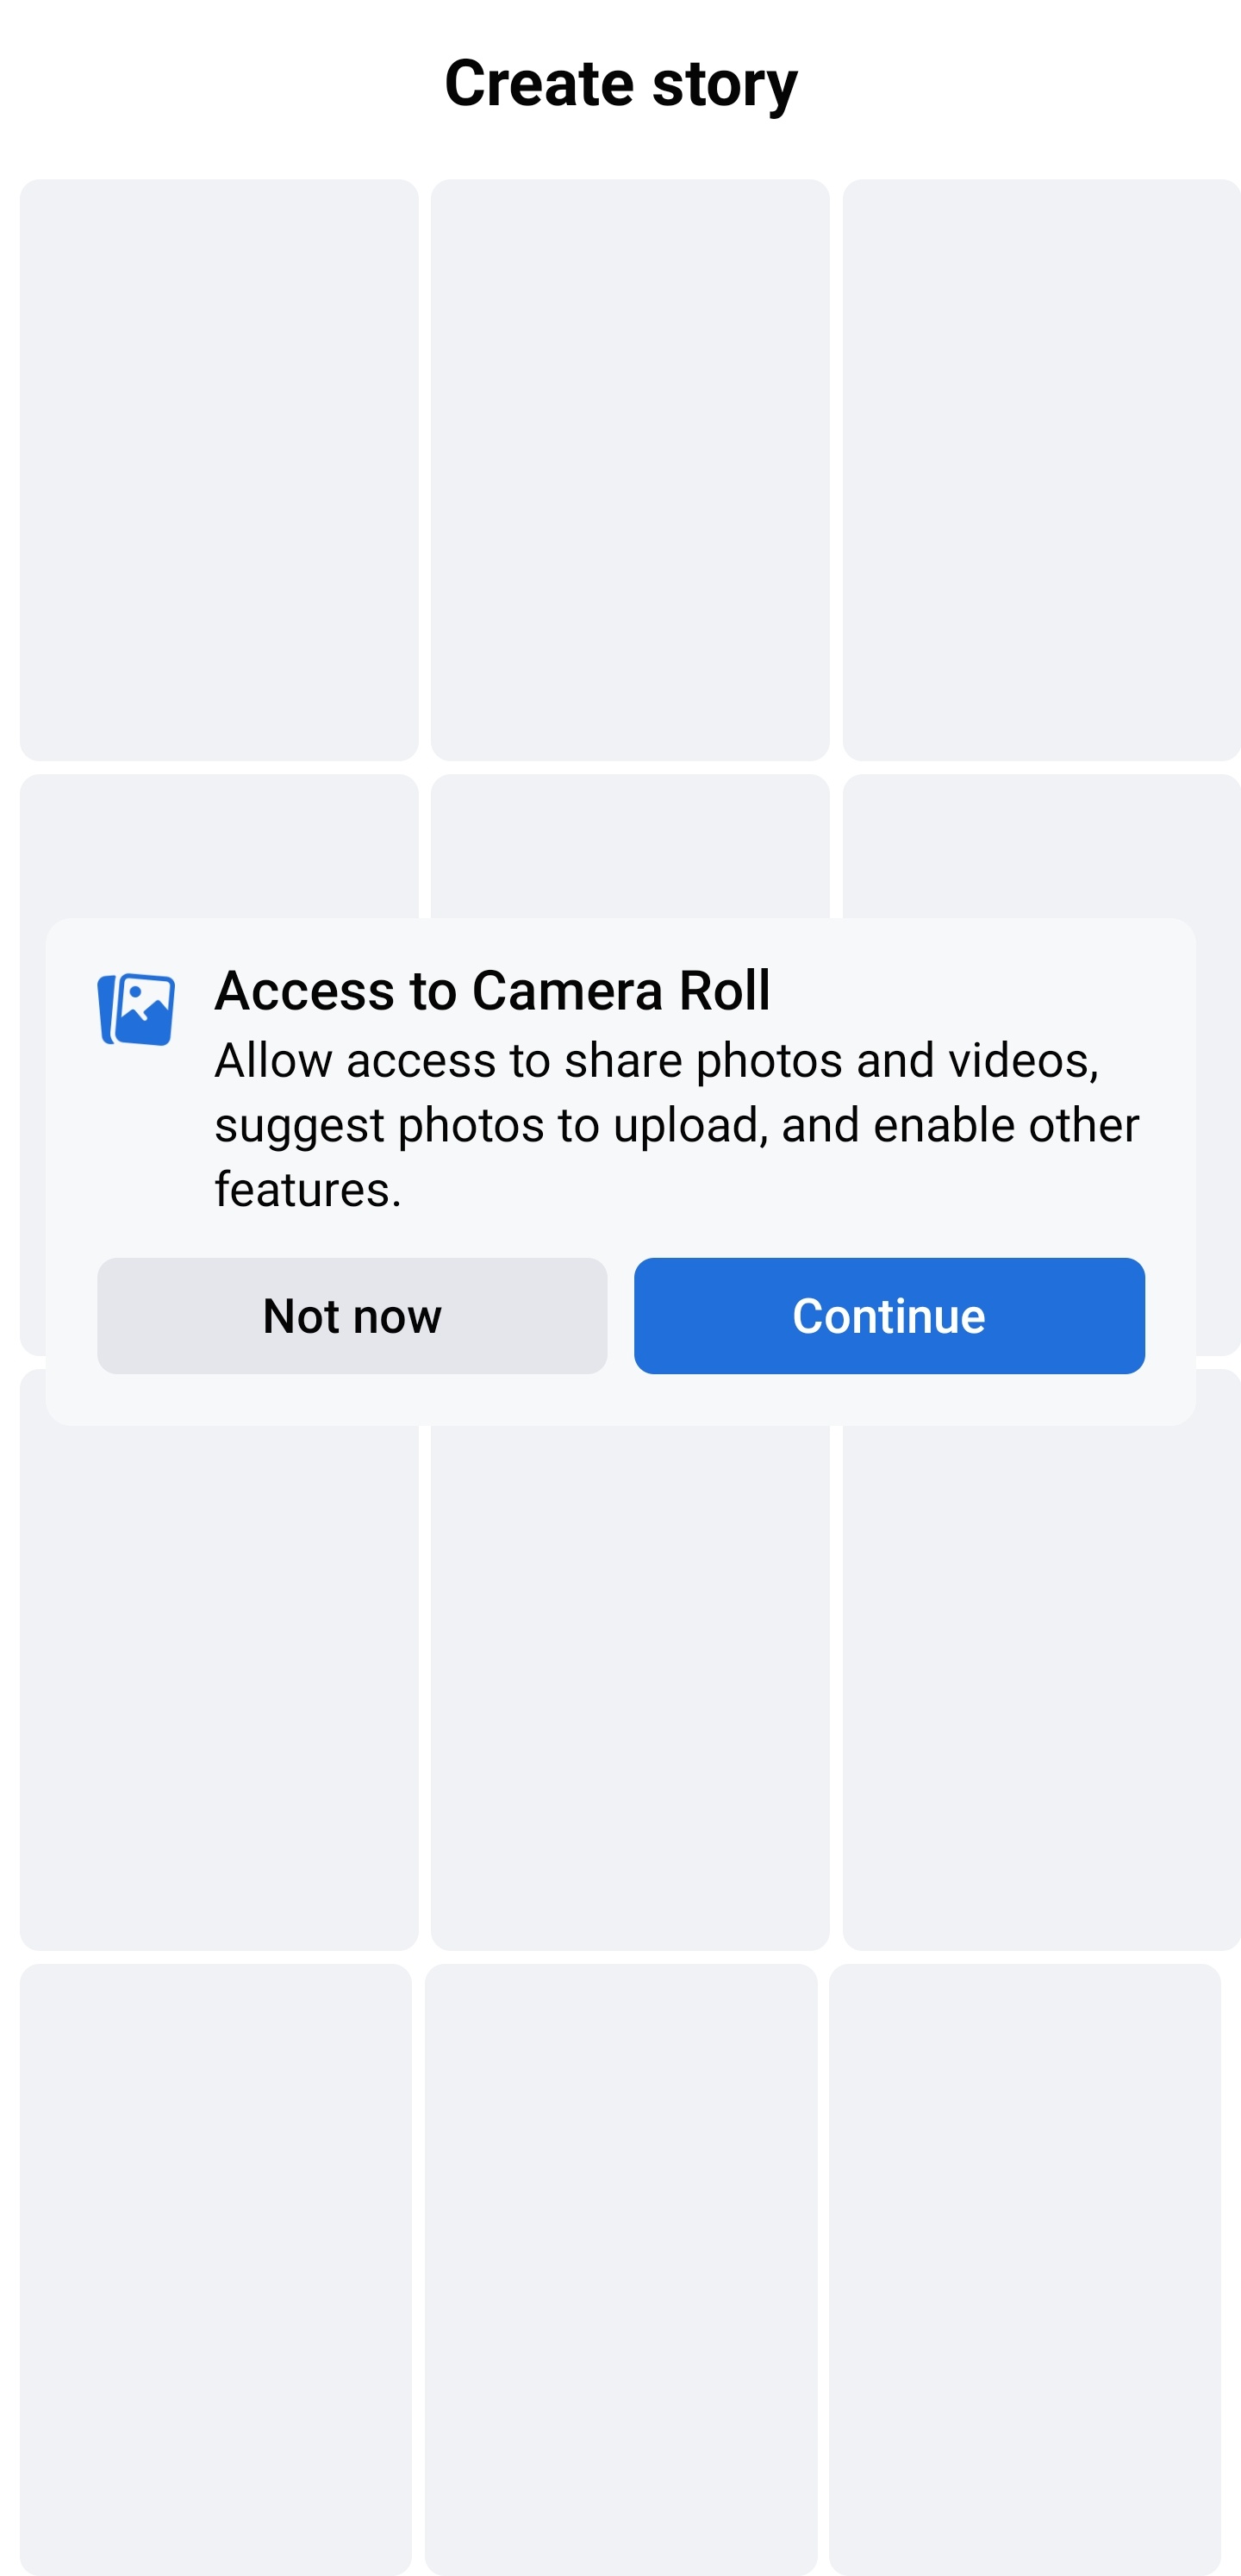 Create story
Access to Camera Roll
Allow access to share photos and videos,
suggest photos to upload, and enable other
features.
Not now
Continue